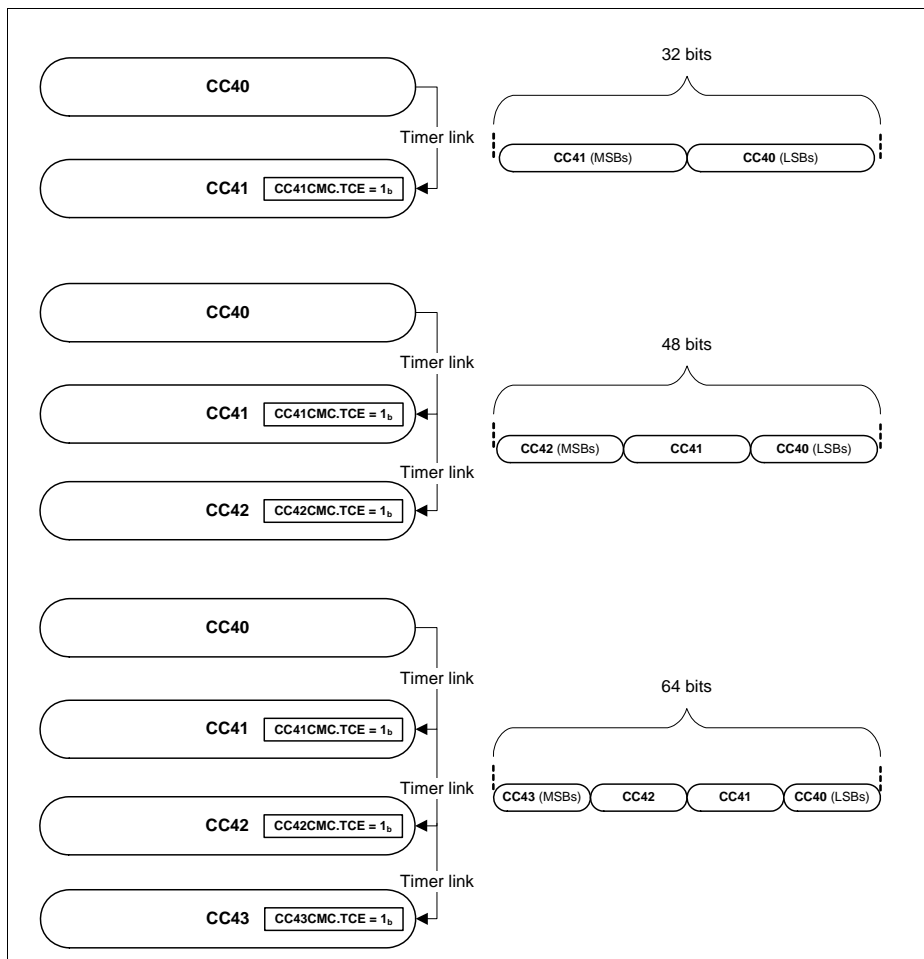 32 bits
CC40
Timer link
CC41 CC41CMC.TCE = 1b
CC41 (MSBs) CC40 (LSBs)
CC40
48 bits
Timer link
CC41 CC41CMC.TCE = 1b
CC42 (MSBs) CC41 CC40 (LSBs)
Timer link
CC42 CC42CMC.TCE = 1b
CC40
Timer link
64 bits
CC41 CC41CMC.TCE = 1b
Timer link
CC43 (MSBs) CC42 CC41 CC40 (LSBs)
CC42 CC42CMC.TCE = 1b
Timer link
CC43 CC43CMC.TCE = 1b